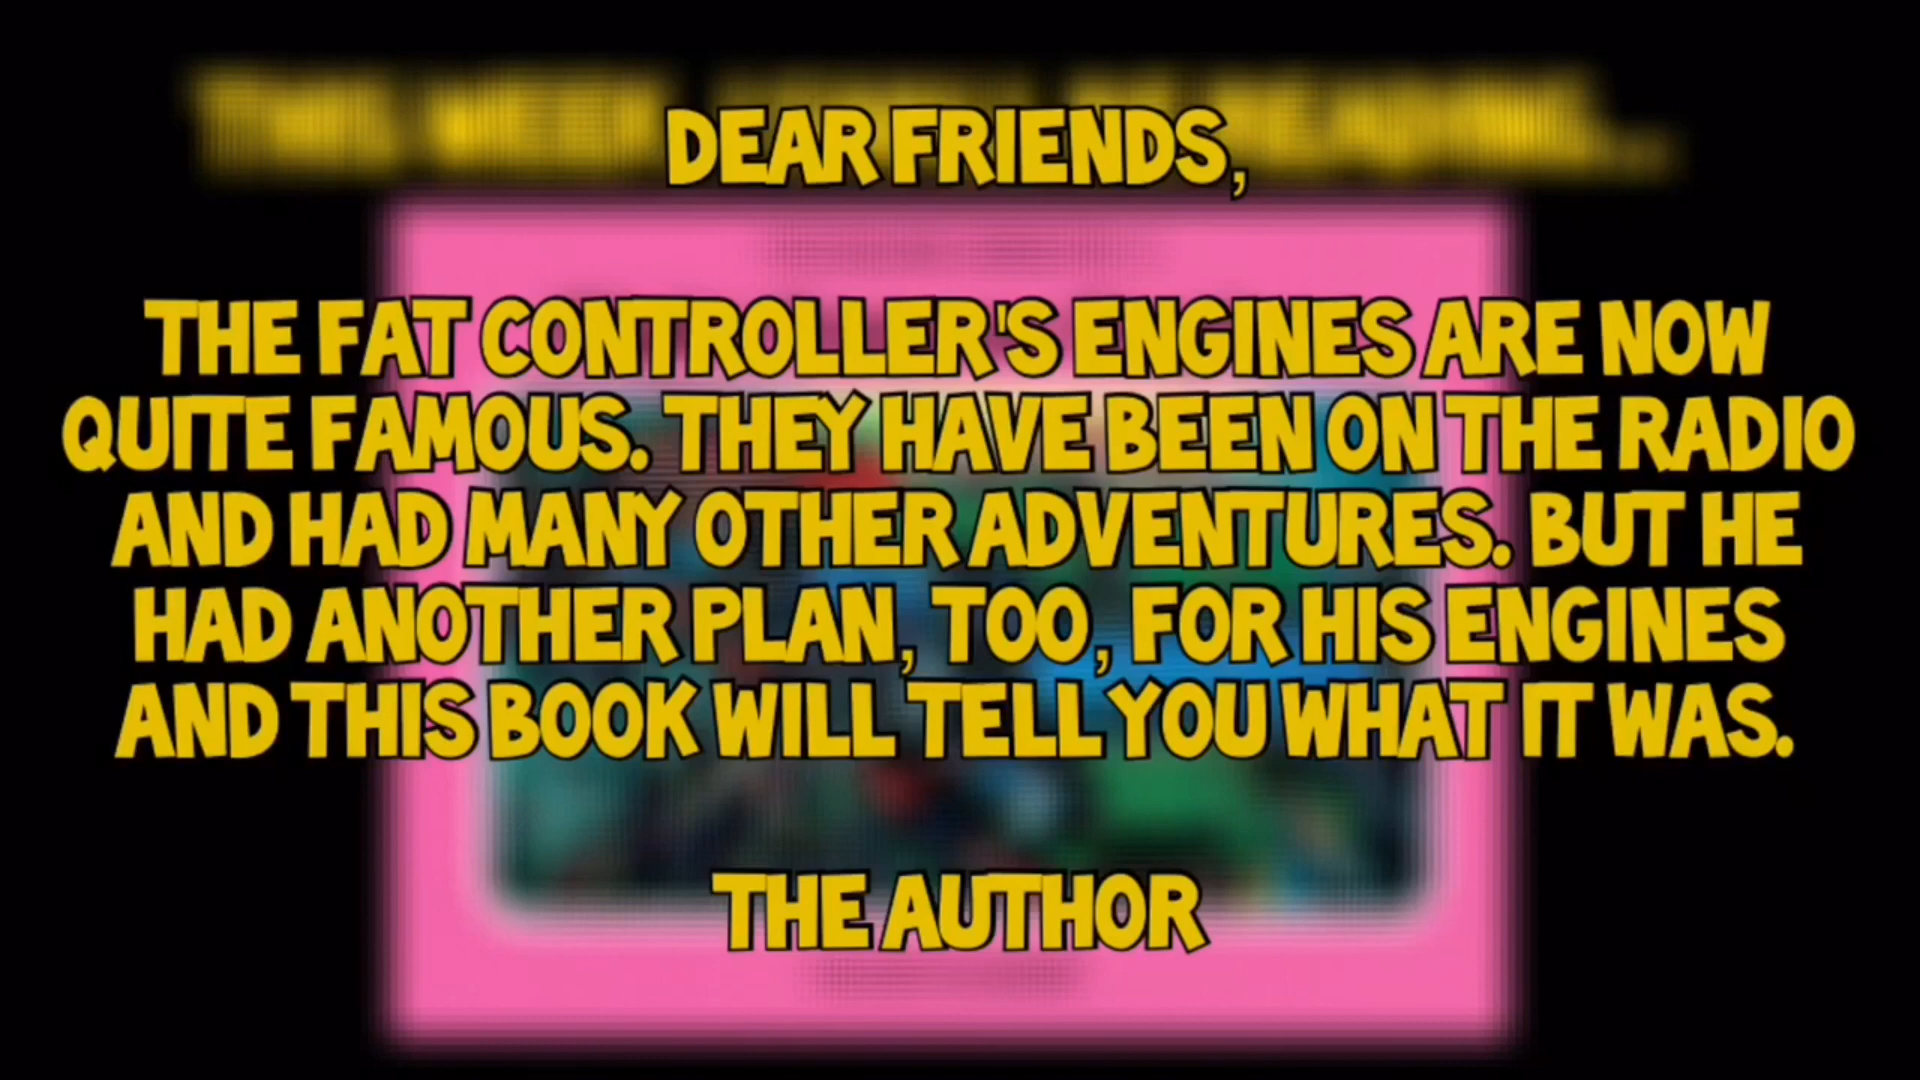 DEAR FRIENDS,
THE FAT CONTROLLER'S ENGINES ARE NOW
QUITE FAMOUS. THEY HAVE BEEN ON THE RADIO
AND HAD MANY OTHER ADVENTURES. BUT HE
HAD ANOTHER PLAN, TOO, FOR HIS ENGINES
AND THIS BOOK WILL TELL YOU WHAT IT WAS.
THE AUTHOR